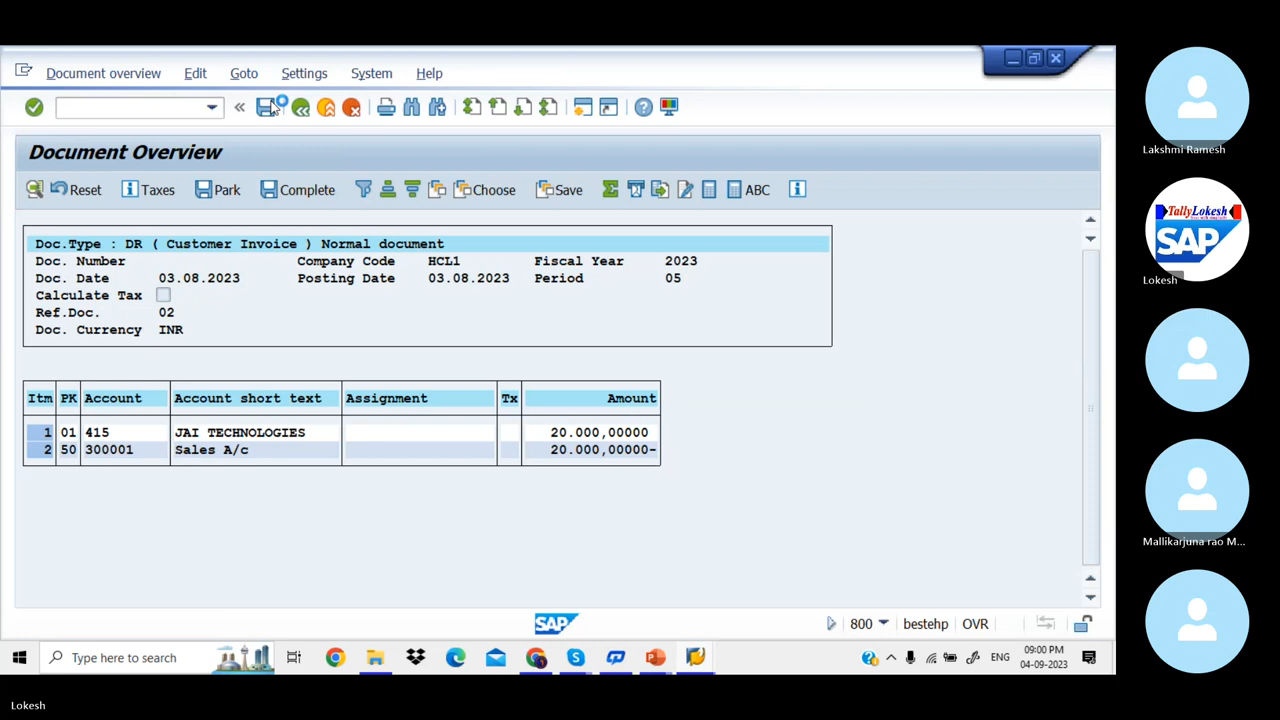 Document overview Edit Goto Settings System Help
Document Overview
Reset Taxes Park Complete Choose Save ABC
Doc.Type : DR ( Customer Invoice ) Normal document
Doc. Number Company Code HCL1 Fiscal Year 2023
Doc. Date 03.08.2023 Posting Date 03.08.2023 Period 05
Calculate Tax
Ref.Doc. 02
Doc. Currency INR
Itm PK Account Account short text Assignment Tx Amount
1 01 415 JAI TECHNOLOGIES 20.000,00000
2 50 300001 Sales A/c 20.000,00000-
SAP 800 bestehp OVR
Type here to search ENG 09:00 PM
04-09-2023
Lokesh
Lakshmi Ramesh
TallyLokesh
SAP
Lokesh
Mallikarjuna rao M...